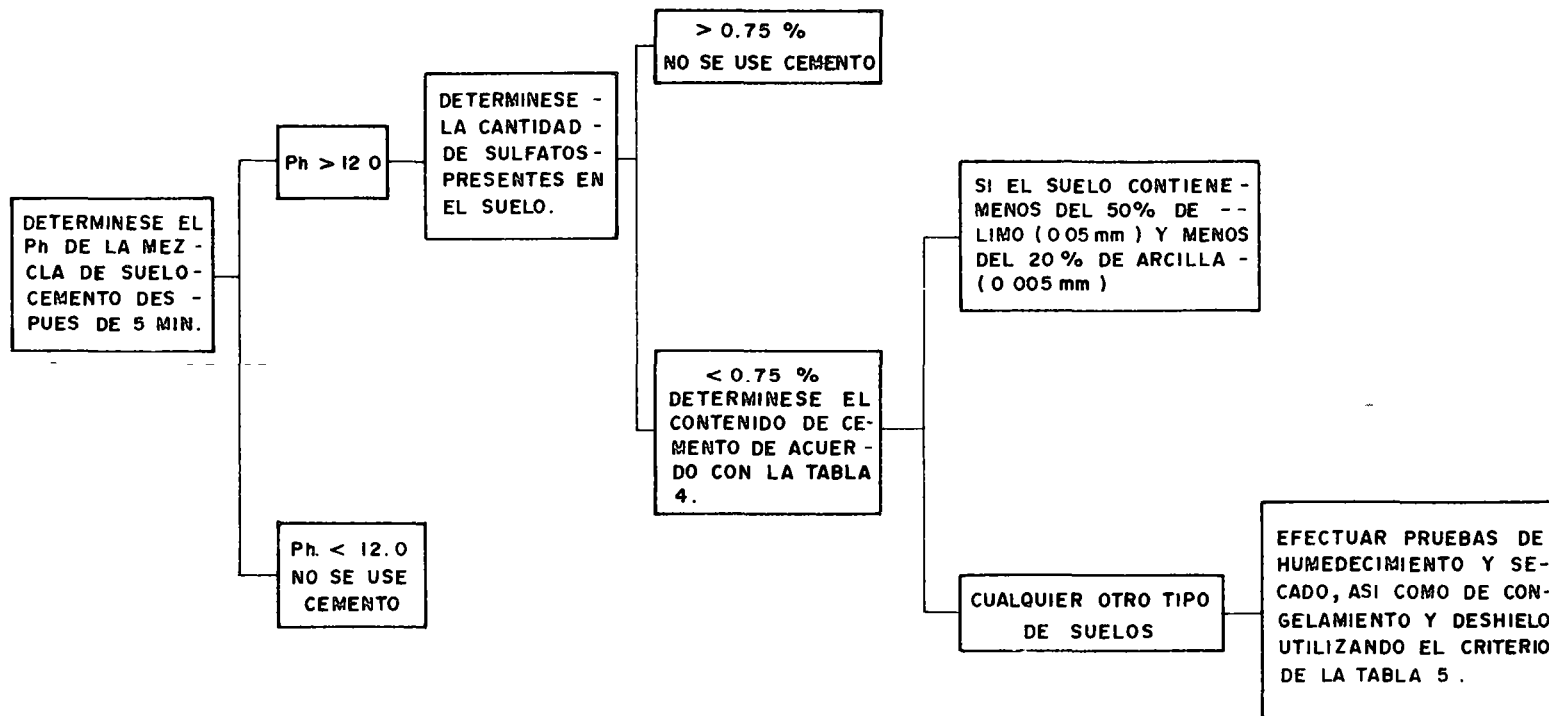 DETERMINESE EL
Ph DE LA MEZ -
CLA DE SUELO -
CEMENTO DES -
PUES DE 5 MIN.
Ph > 12 0
Ph. < 12.0
NO SE USE
CEMENTO
DETERMINESE -
LA CANTIDAD -
DE SULFATOS -
PRESENTES EN
EL SUELO.
> 0.75 %
NO SE USE CEMENTO
< 0.75 %
DETERMINESE EL
CONTENIDO DE CE-
MENTO DE ACUER -
DO CON LA TABLA
4.
SI EL SUELO CONTIENE -
MENOS DEL 50% DE --
LIMO ( 0 05 mm ) Y MENOS
DEL 20 % DE ARCILLA -
( 0 005 mm )
CUALQUIER OTRO TIPO
DE SUELOS
EFECTUAR PRUEBAS DE
HUMEDECIMIENTO Y SE-
CADO, ASI COMO DE CON-
GELAMIENTO Y DESHIELO
UTILIZANDO EL CRITERIO
DE LA TABLA 5 .